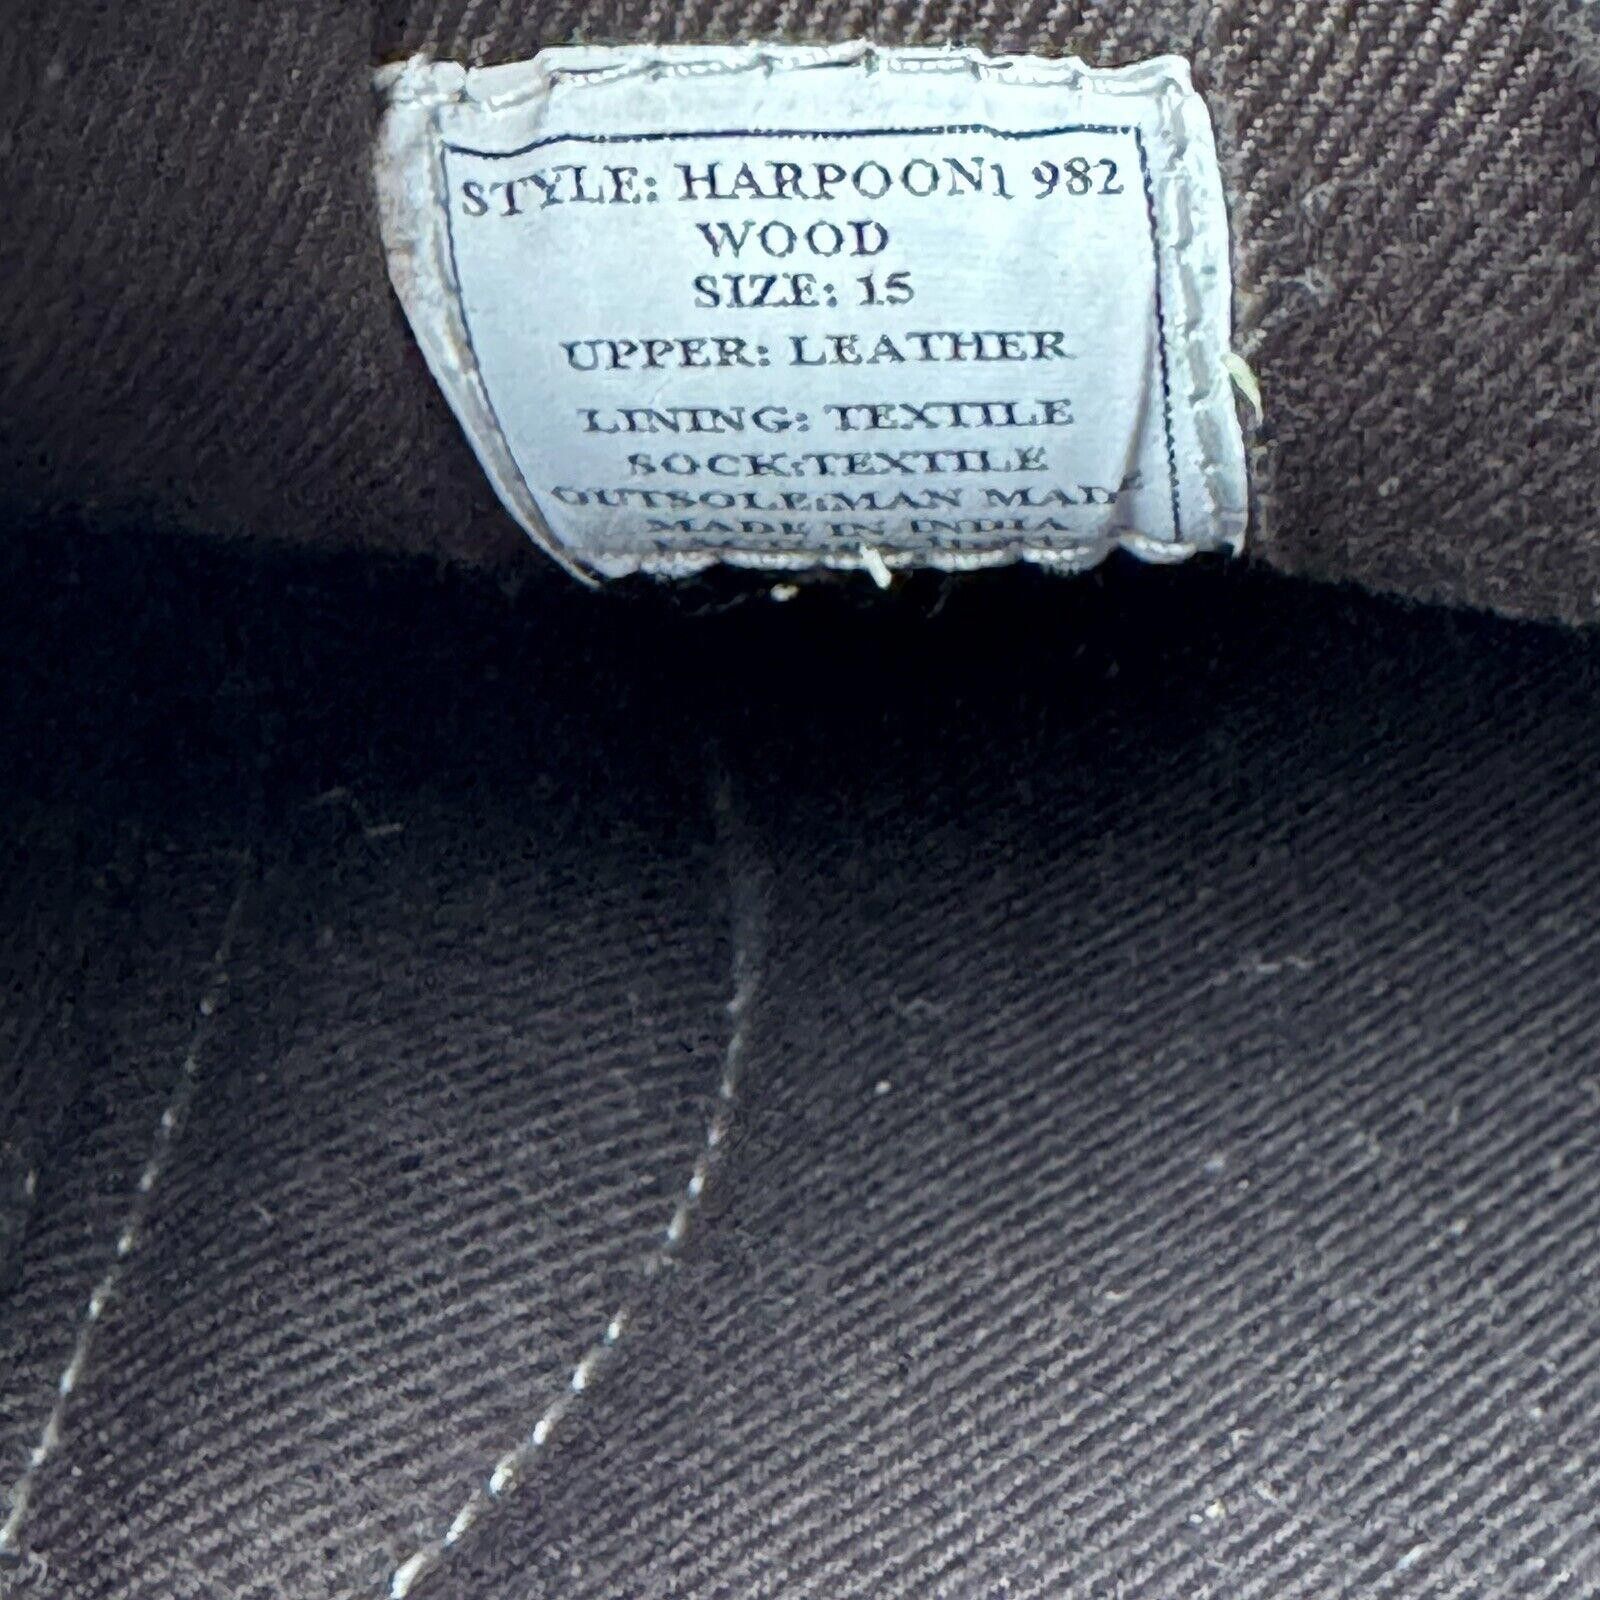 STYLE: HARPOON1 982
WOOD
SIZE: 15
UPPER: LEATHER
LINING: TEXTILE
SOCK:TEXTILE
OUTSOLE:MAN MADE
MADE IN INDIA